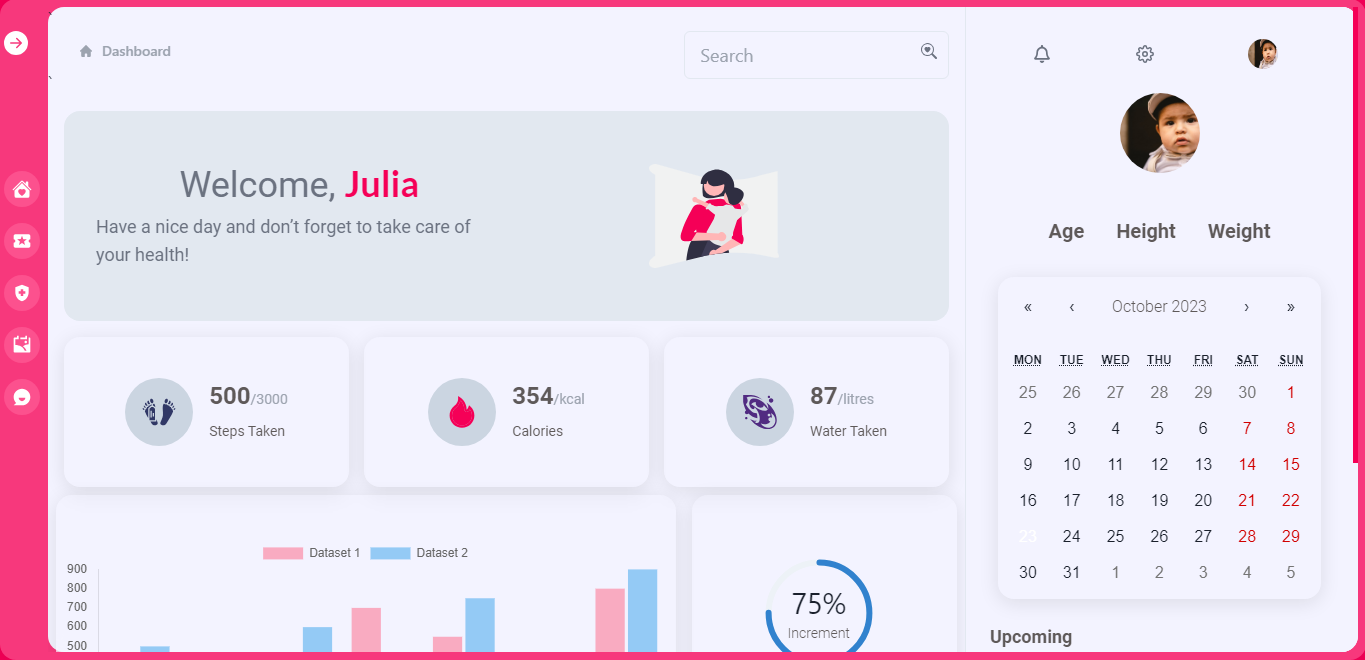 Dashboard
Search
Welcome, Julia
Have a nice day and don’t forget to take care of
your health!
500/3000
Steps Taken
354/kcal
Calories
87/litres
Water Taken
Dataset 1 Dataset 2
900
800
700
600
500
75%
Increment
Age Height Weight
« ‹ October 2023 › »
MON TUE WED THU FRI SAT SUN
25 26 27 28 29 30 1
2 3 4 5 6 7 8
9 10 11 12 13 14 15
16 17 18 19 20 21 22
23 24 25 26 27 28 29
30 31 1 2 3 4 5
Upcoming